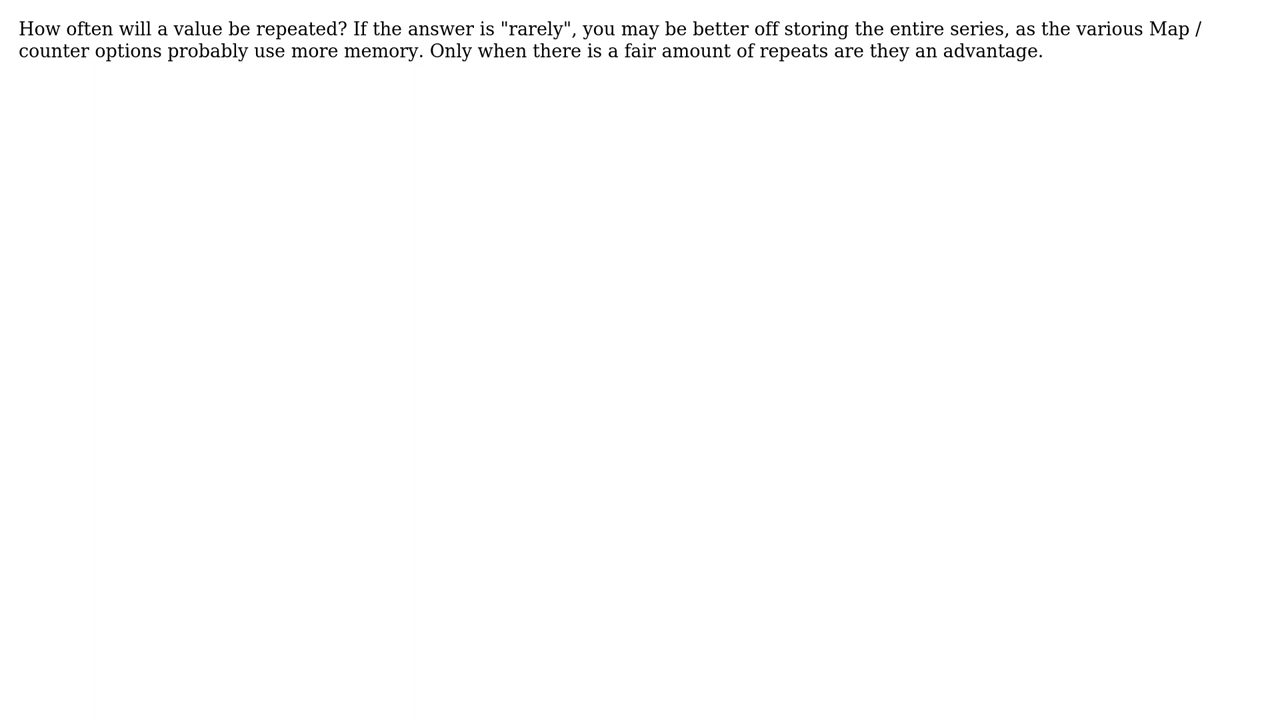 How often will a value be repeated? If the answer is "rarely", you may be better off storing the entire series, as the various Map /
counter options probably use more memory. Only when there is a fair amount of repeats are they an advantage.